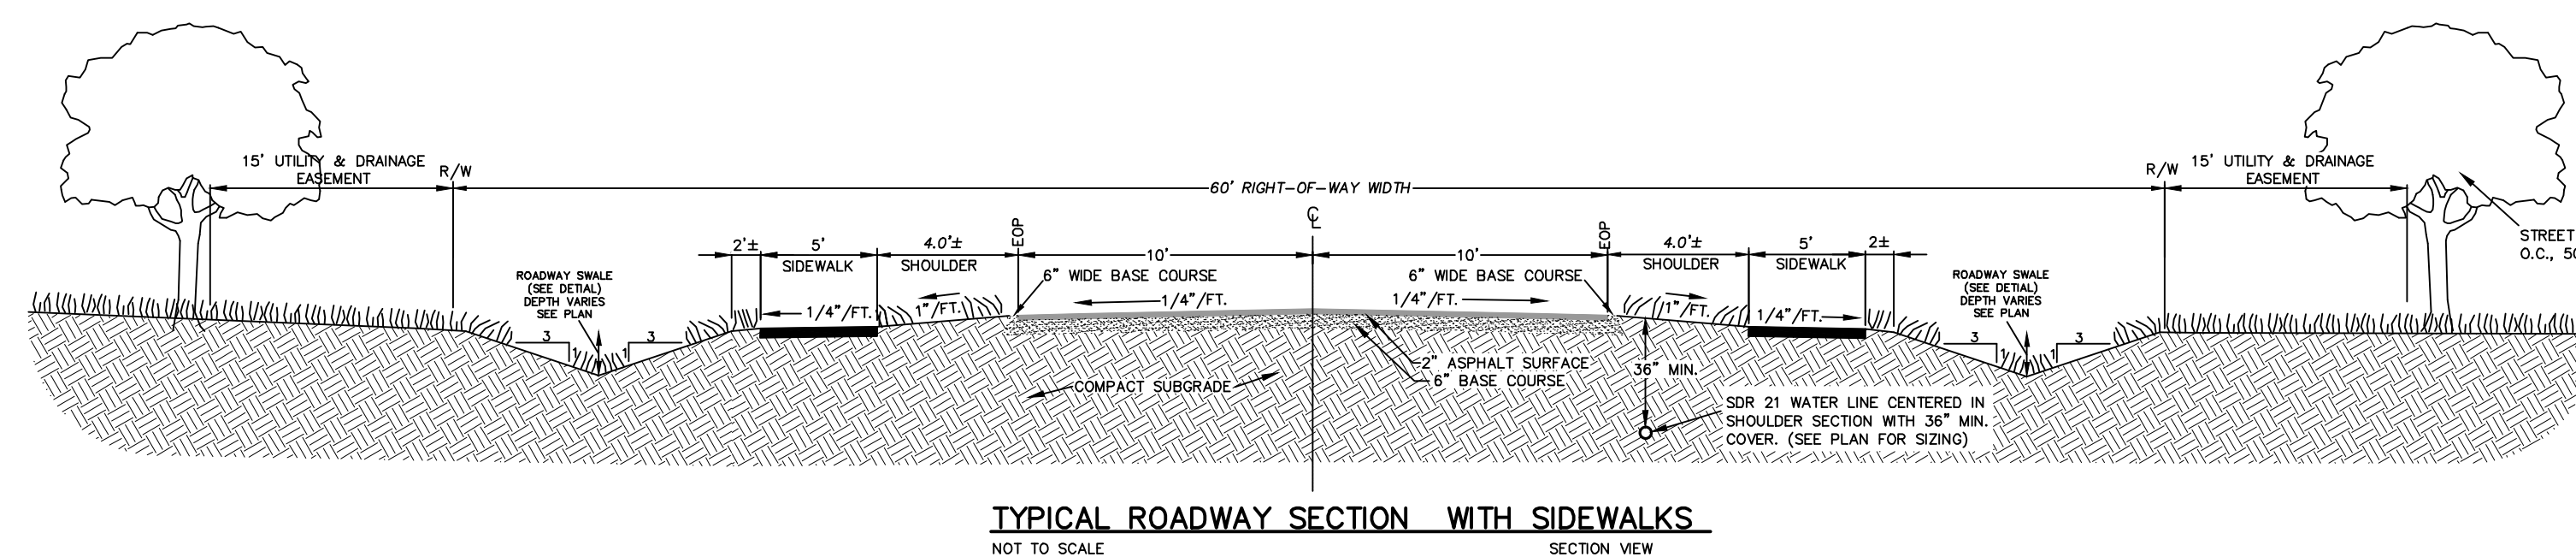 15' UTILITY & DRAINAGE
EASEMENT
R/W
60' RIGHT-OF-WAY WIDTH
R/W
15' UTILITY & DRAINAGE
EASEMENT
℄
EOP
EOP
2'±
5'
SIDEWALK
4.0'±
SHOULDER
10'
10'
4.0'±
SHOULDER
5'
SIDEWALK
2±
STREET
O.C., 50
ROADWAY SWALE
(SEE DETIAL)
DEPTH VARIES
SEE PLAN
6" WIDE BASE COURSE
6" WIDE BASE COURSE
ROADWAY SWALE
(SEE DETIAL)
DEPTH VARIES
SEE PLAN
1/4"/FT.
1"/FT.
1/4"/FT.
1/4"/FT.
1"/FT.
1/4"/FT.
3
1
3
1
3
1
3
1
2" ASPHALT SURFACE
6" BASE COURSE
COMPACT SUBGRADE
36" MIN.
SDR 21 WATER LINE CENTERED IN
SHOULDER SECTION WITH 36" MIN.
COVER. (SEE PLAN FOR SIZING)
TYPICAL ROADWAY SECTION WITH SIDEWALKS
NOT TO SCALE
SECTION VIEW